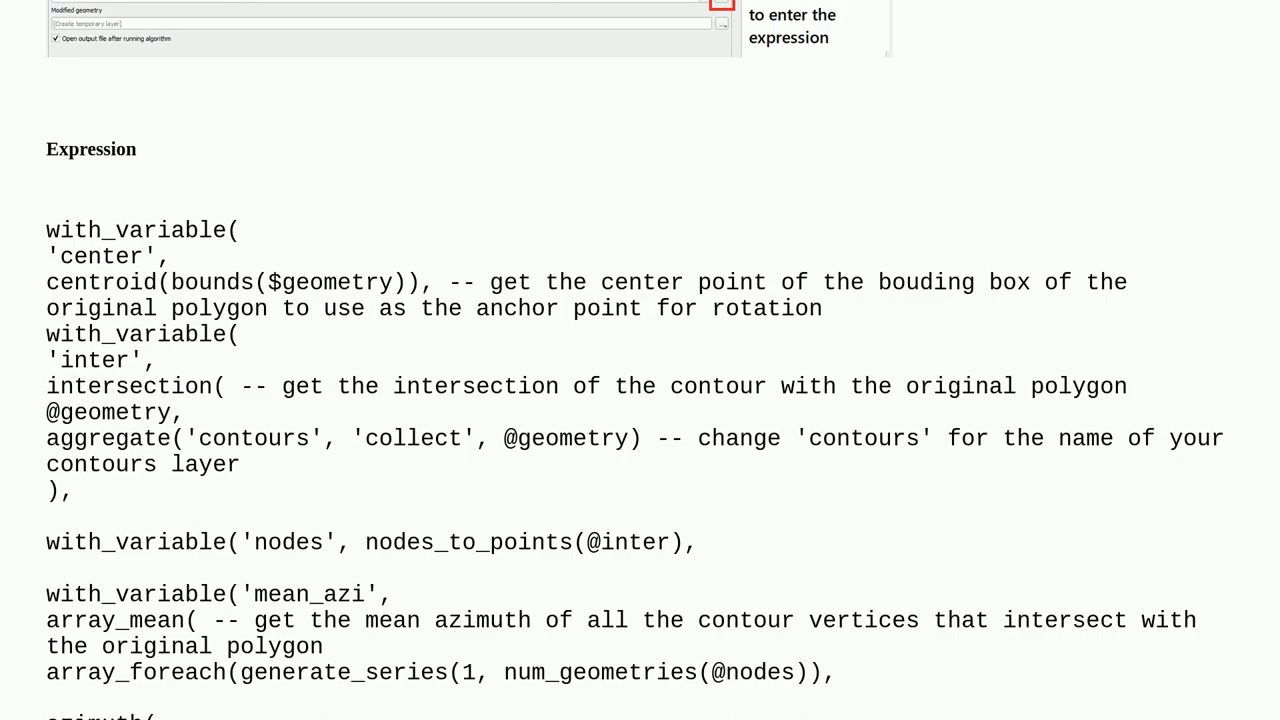 Modified geometry
[Create temporary layer]
...
Open output file after running algorithm
to enter the
expression
Expression
with_variable(
'center',
centroid(bounds($geometry)), -- get the center point of the bouding box of the
original polygon to use as the anchor point for rotation
with_variable(
'inter',
intersection( -- get the intersection of the contour with the original polygon
@geometry,
aggregate('contours', 'collect', @geometry) -- change 'contours' for the name of your
contours layer
),
with_variable('nodes', nodes_to_points(@inter),
with_variable('mean_azi',
array_mean( -- get the mean azimuth of all the contour vertices that intersect with
the original polygon
array_foreach(generate_series(1, num_geometries(@nodes)),
azimuth(